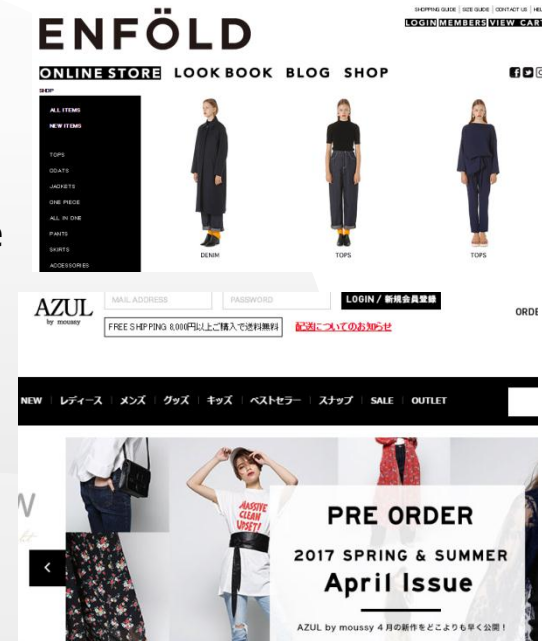 SHOPPING GUIDE | SIZE GUIDE | CONTACT US | HEL
ENFÖLD
LOGIN MEMBERS VIEW CART
ONLINE STORE LOOK BOOK BLOG SHOP
SHOP
ALL ITEMS
NEW ITEMS
TOPS
COATS
JACKETS
ONE PIECE
ALL IN ONE
PANTS
SKIRTS
ACCESSORIES
DENIM
TOPS
TOPS
e
AZUL
by moussy
MAIL ADDRESS
PASSWORD
LOGIN / 新規会員登録
ORDE
FREE SHIPPING 8,000円以上ご購入で送料無料
配送についてのお知らせ
NEW | レディース | メンズ | グッズ | キッズ | ベストセラー | スナップ | SALE | OUTLET
MASSIVE
CLEAN
UPSET!
PRE ORDER
2017 SPRING & SUMMER
April Issue
AZUL by moussy 4月の新作をどこよりも早く公開！